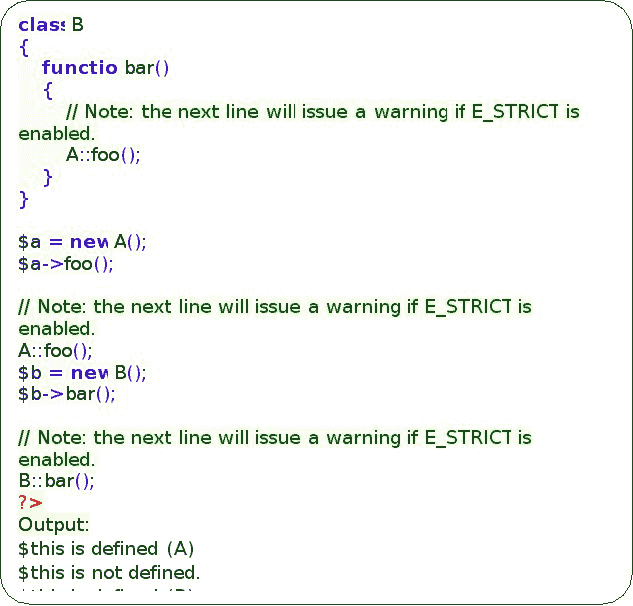 class B
{
function bar()
{
// Note: the next line will issue a warning if E_STRICT is
enabled.
A::foo();
}
}
$a = new A();
$a->foo();
// Note: the next line will issue a warning if E_STRICT is
enabled.
A::foo();
$b = new B();
$b->bar();
// Note: the next line will issue a warning if E_STRICT is
enabled.
B::bar();
?>
Output:
$this is defined (A)
$this is not defined.